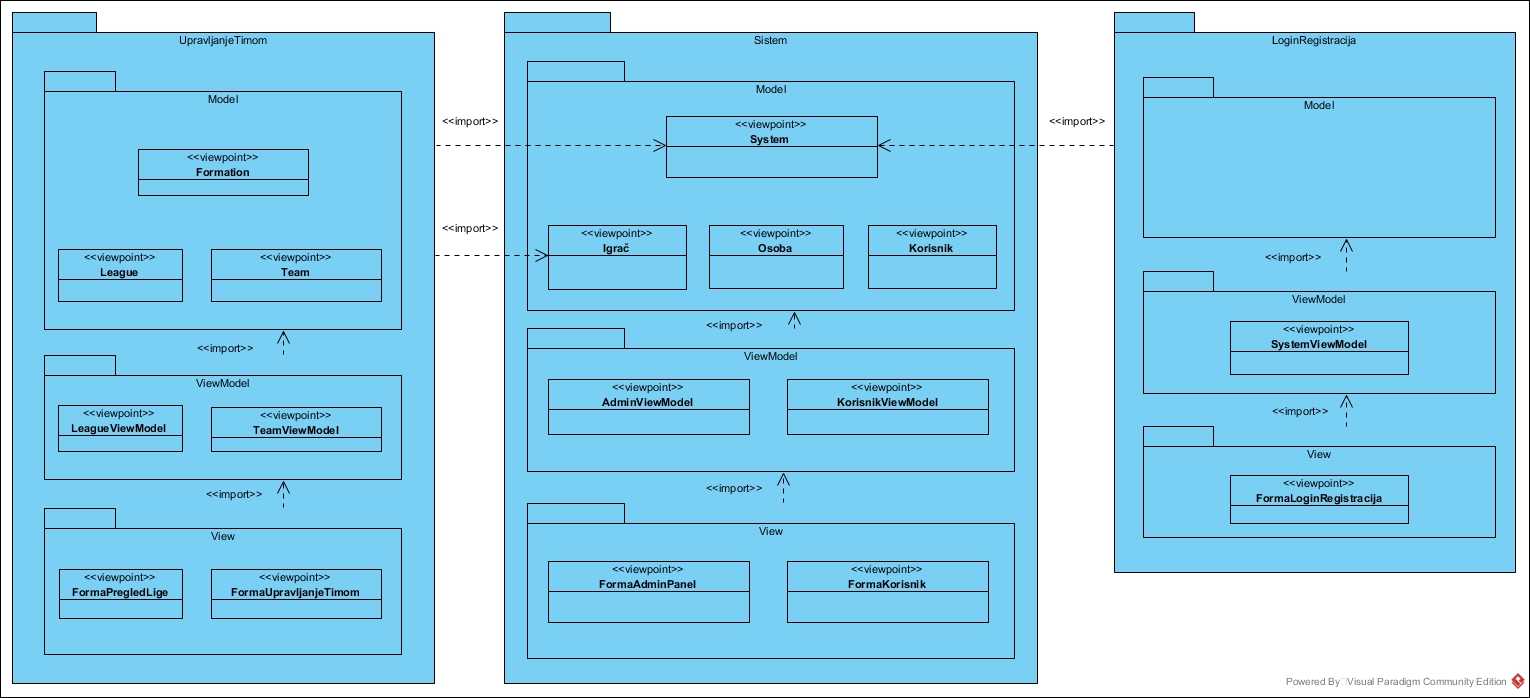 UpravljanjeTimom
Model
<<viewpoint>>
Formation
<<viewpoint>>
League
<<viewpoint>>
Team
<<import>>
ViewModel
<<viewpoint>>
LeagueViewModel
<<viewpoint>>
TeamViewModel
<<import>>
View
<<viewpoint>>
FormaPregledLige
<<viewpoint>>
FormaUpravljanjeTimom
<<import>>
<<import>>
Sistem
Model
<<viewpoint>>
System
<<viewpoint>>
Igrač
<<viewpoint>>
Osoba
<<viewpoint>>
Korisnik
<<import>>
ViewModel
<<viewpoint>>
AdminViewModel
<<viewpoint>>
KorisnikViewModel
<<import>>
View
<<viewpoint>>
FormaAdminPanel
<<viewpoint>>
FormaKorisnik
<<import>>
LoginRegistracija
Model
<<import>>
ViewModel
<<viewpoint>>
SystemViewModel
<<import>>
View
<<viewpoint>>
FormaLoginRegistracija
Powered By Visual Paradigm Community Edition